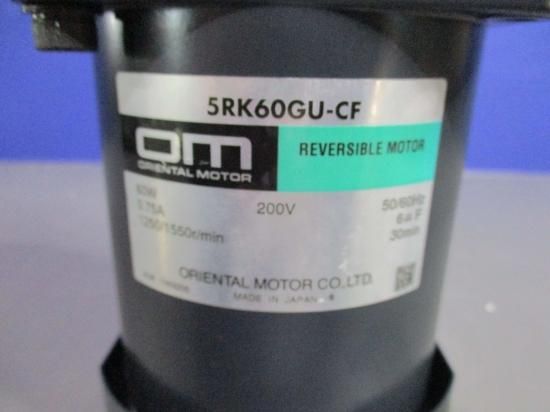 5RK60GU-CF
OM
ORIENTAL MOTOR
REVERSIBLE MOTOR
60W 200V 50/60Hz
0.75A 6μF
1250/1550r/min 30min
ORIENTAL MOTOR CO.,LTD.
MADE IN JAPAN